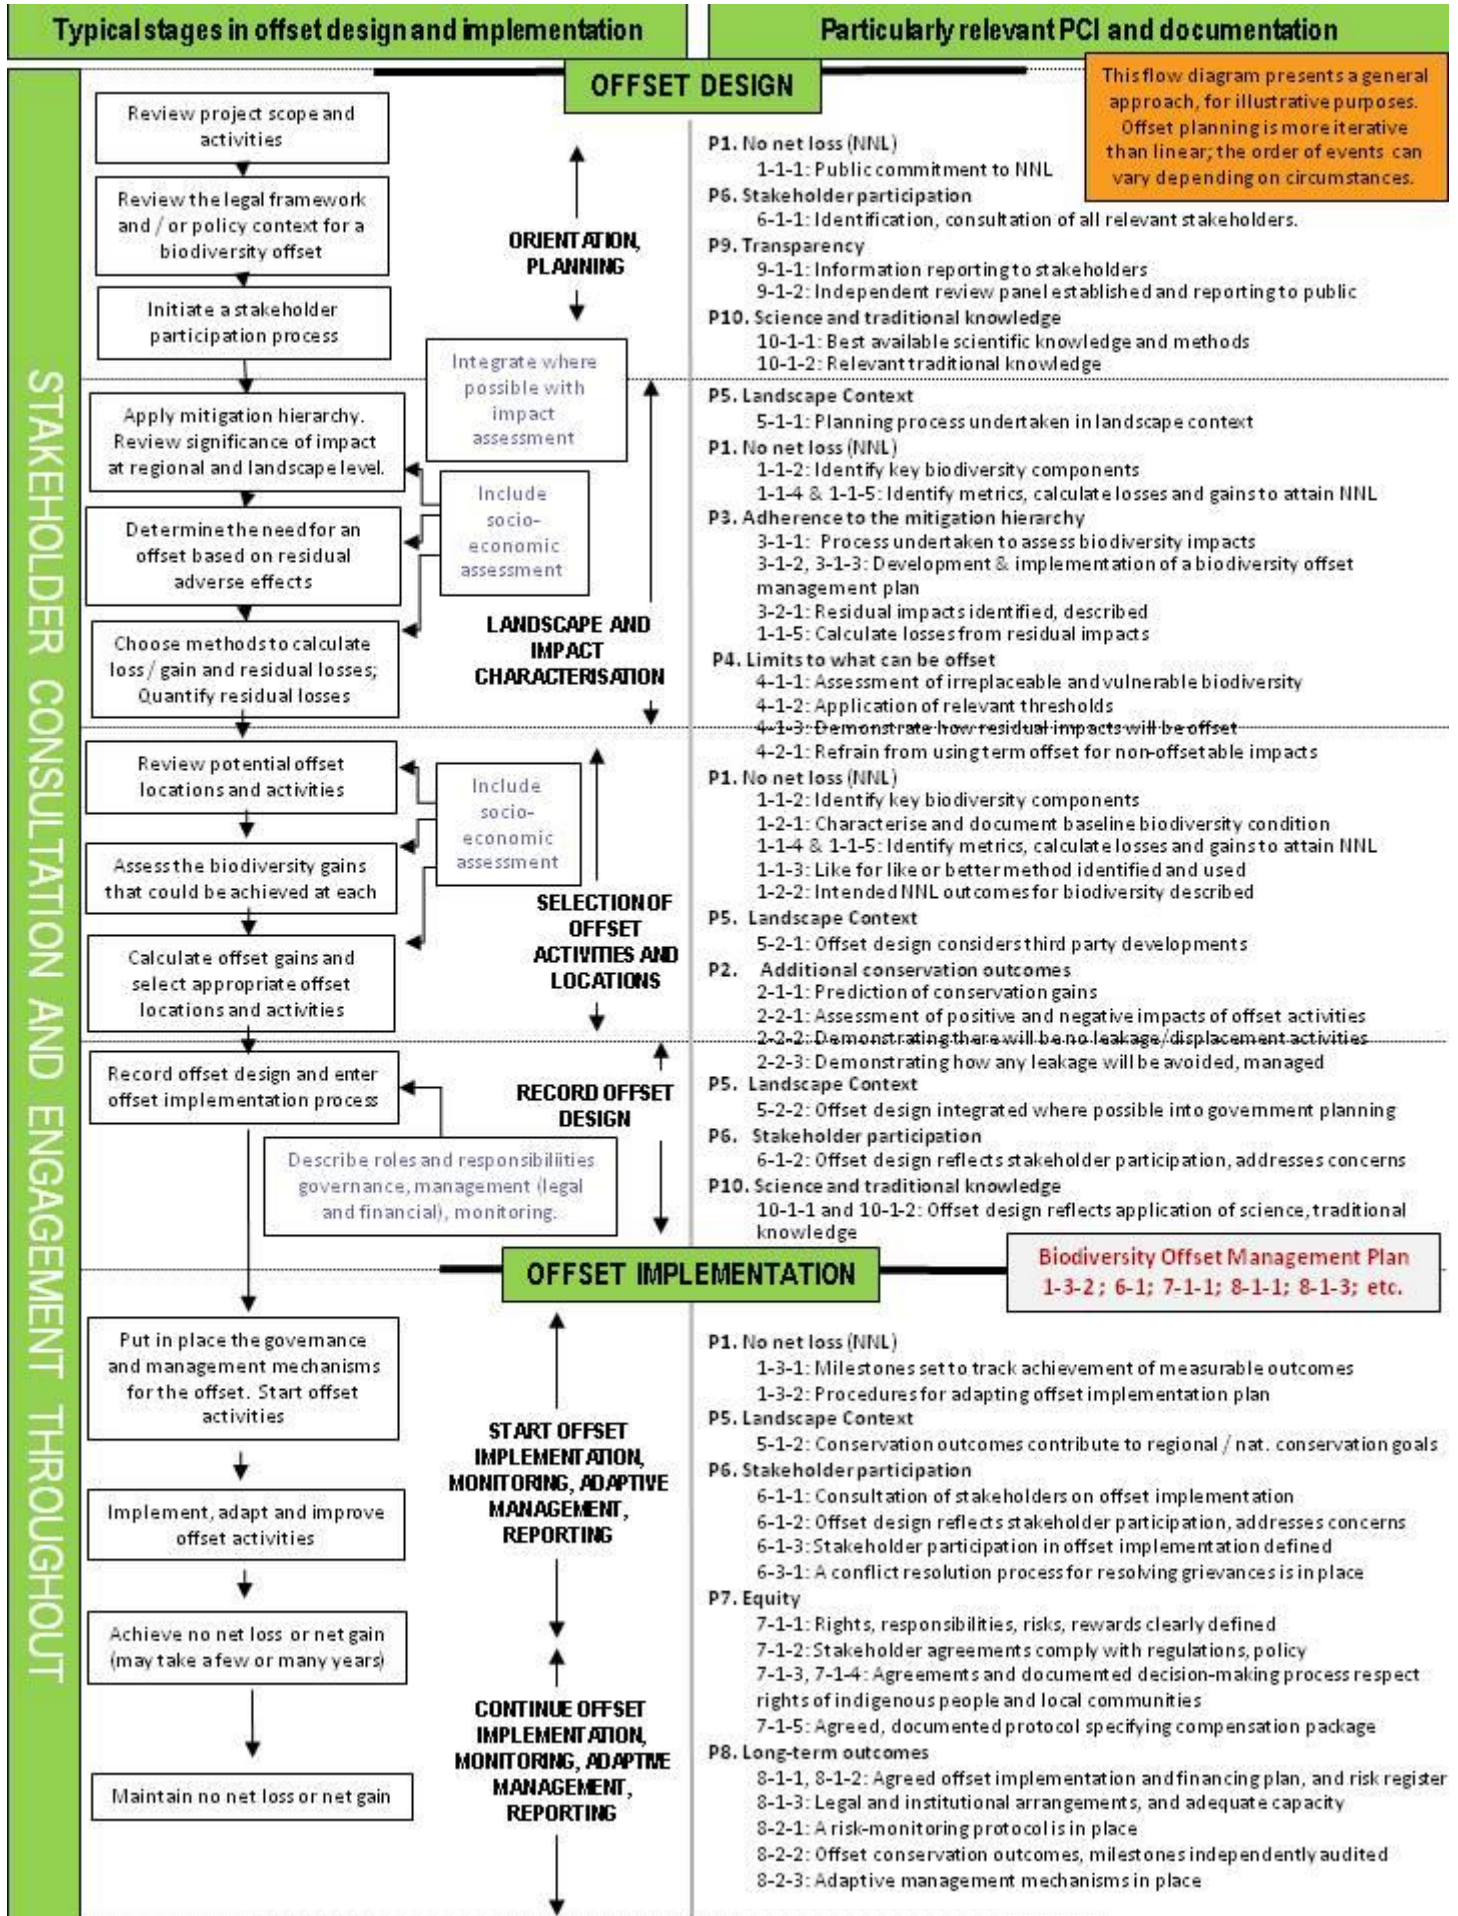 Typical stages in offset design and implementation
Particularly relevant PCI and documentation
OFFSET DESIGN
This flow diagram presents a general
approach, for illustrative purposes.
Offset planning is more iterative
than linear; the order of events can
vary depending on circumstances.
STAKEHOLDER CONSULTATION AND ENGAGEMENT THROUGHOUT
Review project scope and
activities
Review the legal framework
and / or policy context for a
biodiversity offset
Initiate a stakeholder
participation process
ORIENTATION,
PLANNING
Integrate where
possible with
impact
assessment
Apply mitigation hierarchy.
Review significance of impact
at regional and landscape level.
Include
socio-
economic
assessment
Determine the need for an
offset based on residual
adverse effects
Choose methods to calculate
loss / gain and residual losses;
Quantify residual losses
LANDSCAPE AND
IMPACT
CHARACTERISATION
Review potential offset
locations and activities
Include
socio-
economic
assessment
Assess the biodiversity gains
that could be achieved at each
Calculate offset gains and
select appropriate offset
locations and activities
SELECTION OF
OFFSET
ACTIVITIES AND
LOCATIONS
Record offset design and enter
offset implementation process
RECORD OFFSET
DESIGN
Describe roles and responsibiliities
governance, management (legal
and financial), monitoring.
P1. No net loss (NNL)
1-1-1: Public commitment to NNL
P6. Stakeholder participation
6-1-1: Identification, consultation of all relevant stakeholders.
P9. Transparency
9-1-1: Information reporting to stakeholders
9-1-2: Independent review panel established and reporting to public
P10. Science and traditional knowledge
10-1-1: Best available scientific knowledge and methods
10-1-2: Relevant traditional knowledge
P5. Landscape Context
5-1-1: Planning process undertaken in landscape context
P1. No net loss (NNL)
1-1-2: Identify key biodiversity components
1-1-4 & 1-1-5: Identify metrics, calculate losses and gains to attain NNL
P3. Adherence to the mitigation hierarchy
3-1-1: Process undertaken to assess biodiversity impacts
3-1-2, 3-1-3: Development & implementation of a biodiversity offset
management plan
3-2-1: Residual impacts identified, described
1-1-5: Calculate losses from residual impacts
P4. Limits to what can be offset
4-1-1: Assessment of irreplaceable and vulnerable biodiversity
4-1-2: Application of relevant thresholds
4-1-3: Demonstrate how residual impacts will be offset
4-2-1: Refrain from using term offset for non-offsetable impacts
P1. No net loss (NNL)
1-1-2: Identify key biodiversity components
1-2-1: Characterise and document baseline biodiversity condition
1-1-4 & 1-1-5: Identify metrics, calculate losses and gains to attain NNL
1-1-3: Like for like or better method identified and used
1-2-2: Intended NNL outcomes for biodiversity described
P5. Landscape Context
5-2-1: Offset design considers third party developments
P2. Additional conservation outcomes
2-1-1: Prediction of conservation gains
2-2-1: Assessment of positive and negative impacts of offset activities
2-2-2: Demonstrating there will be no leakage/displacement activities
2-2-3: Demonstrating how any leakage will be avoided, managed
P5. Landscape Context
5-2-2: Offset design integrated where possible into government planning
P6. Stakeholder participation
6-1-2: Offset design reflects stakeholder participation, addresses concerns
P10. Science and traditional knowledge
10-1-1 and 10-1-2: Offset design reflects application of science, traditional
knowledge
OFFSET IMPLEMENTATION
Biodiversity Offset Management Plan
1-3-2 ; 6-1; 7-1-1; 8-1-1; 8-1-3; etc.
Put in place the governance
and management mechanisms
for the offset. Start offset
activities
Implement, adapt and improve
offset activities
Achieve no net loss or net gain
(may take a few or many years)
Maintain no net loss or net gain
START OFFSET
IMPLEMENTATION,
MONITORING, ADAPTIVE
MANAGEMENT,
REPORTING
CONTINUE OFFSET
IMPLEMENTATION,
MONITORING, ADAPTIVE
MANAGEMENT,
REPORTING
P1. No net loss (NNL)
1-3-1: Milestones set to track achievement of measurable outcomes
1-3-2: Procedures for adapting offset implementation plan
P5. Landscape Context
5-1-2: Conservation outcomes contribute to regional / nat. conservation goals
P6. Stakeholder participation
6-1-1: Consultation of stakeholders on offset implementation
6-1-2: Offset design reflects stakeholder participation, addresses concerns
6-1-3: Stakeholder participation in offset implementation defined
6-3-1: A conflict resolution process for resolving grievances is in place
P7. Equity
7-1-1: Rights, responsibilities, risks, rewards clearly defined
7-1-2: Stakeholder agreements comply with regulations, policy
7-1-3, 7-1-4: Agreements and documented decision-making process respect
rights of indigenous people and local communities
7-1-5: Agreed, documented protocol specifying compensation package
P8. Long-term outcomes
8-1-1, 8-1-2: Agreed offset implementation and financing plan, and risk register
8-1-3: Legal and institutional arrangements, and adequate capacity
8-2-1: A risk-monitoring protocol is in place
8-2-2: Offset conservation outcomes, milestones independently audited
8-2-3: Adaptive management mechanisms in place